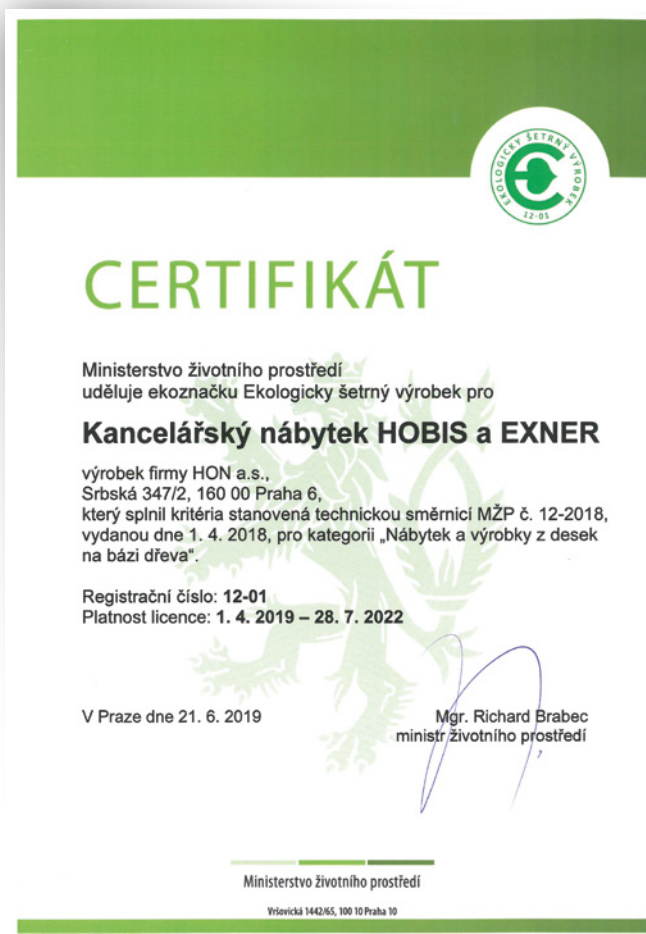 EKOLOGICKY ŠETRNÝ VÝROBEK
12-01
CERTIFIKÁT
Ministerstvo životního prostředí
uděluje ekoznačku Ekologicky šetrný výrobek pro
Kancelářský nábytek HOBIS a EXNER
výrobek firmy HON a.s.,
Srbská 347/2, 160 00 Praha 6,
který splnil kritéria stanovená technickou směrnicí MŽP č. 12-2018,
vydanou dne 1. 4. 2018, pro kategorii „Nábytek a výrobky z desek
na bázi dřeva“.
Registrační číslo: 12-01
Platnost licence: 1. 4. 2019 – 28. 7. 2022
V Praze dne 21. 6. 2019
Mgr. Richard Brabec
ministr životního prostředí
Ministerstvo životního prostředí
Vršovická 1442/65, 100 10 Praha 10